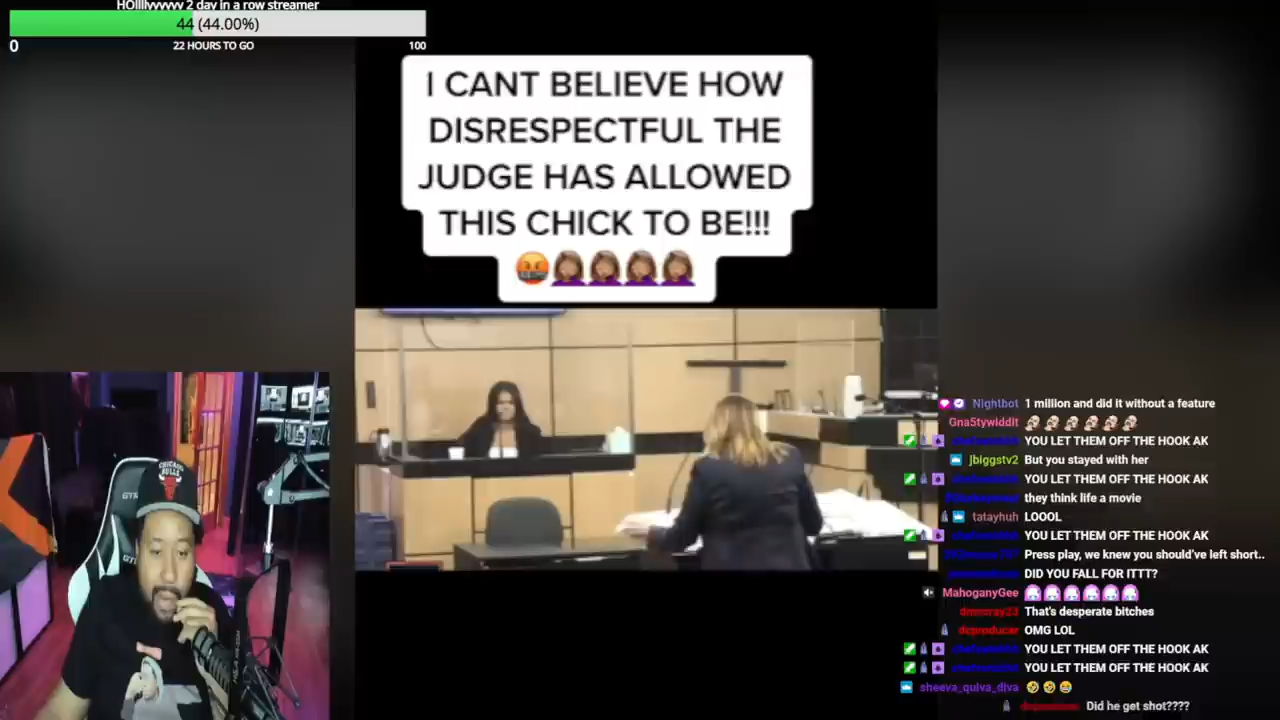 HOllllyvvvvv 2 day in a row streamer
44 (44.00%)
0
22 HOURS TO GO
100
I CANT BELIEVE HOW
DISRESPECTFUL THE
JUDGE HAS ALLOWED
THIS CHICK TO BE!!!
CHICAGO
BULLS
Nightbot 1 million and did it without a feature
GnaStywiddit
YOU LET THEM OFF THE HOOK AK
Jbiggstv2 But you stayed with her
YOU LET THEM OFF THE HOOK AK
they think life a movie
tatayhuh LOOOL
YOU LET THEM OFF THE HOOK AK
Press play, we knew you should've left short..
DID YOU FALL FOR ITTT?
MahoganyGee
That's desperate bitches
dcproducar OMG LOL
YOU LET THEM OFF THE HOOK AK
YOU LET THEM OFF THE HOOK AK
sheeva_quiva_diva
Did he get shot????